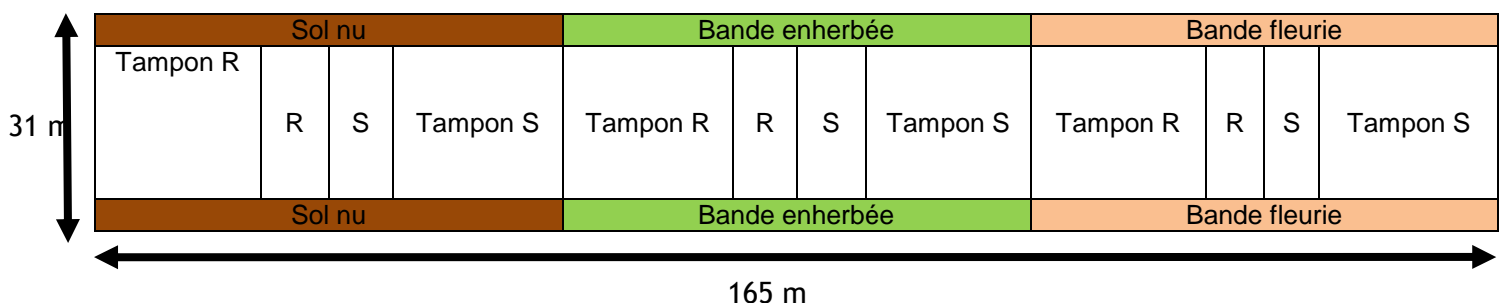 Sol nu Bande enherbée Bande fleurie
Tampon R
31 m R S Tampon S Tampon R R S Tampon S Tampon R R S Tampon S
Sol nu Bande enherbée Bande fleurie
165 m